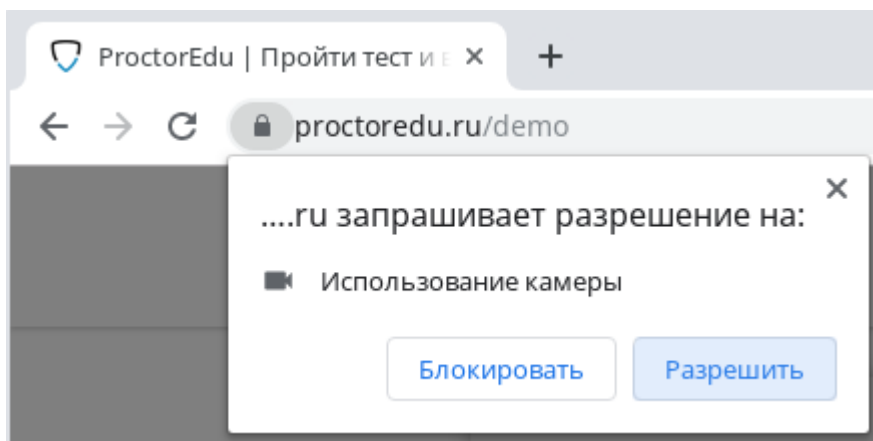 ProctorEdu | Пройти тест и в
proctoredu.ru/demo
....ru запрашивает разрешение на:
Использование камеры
Блокировать
Разрешить